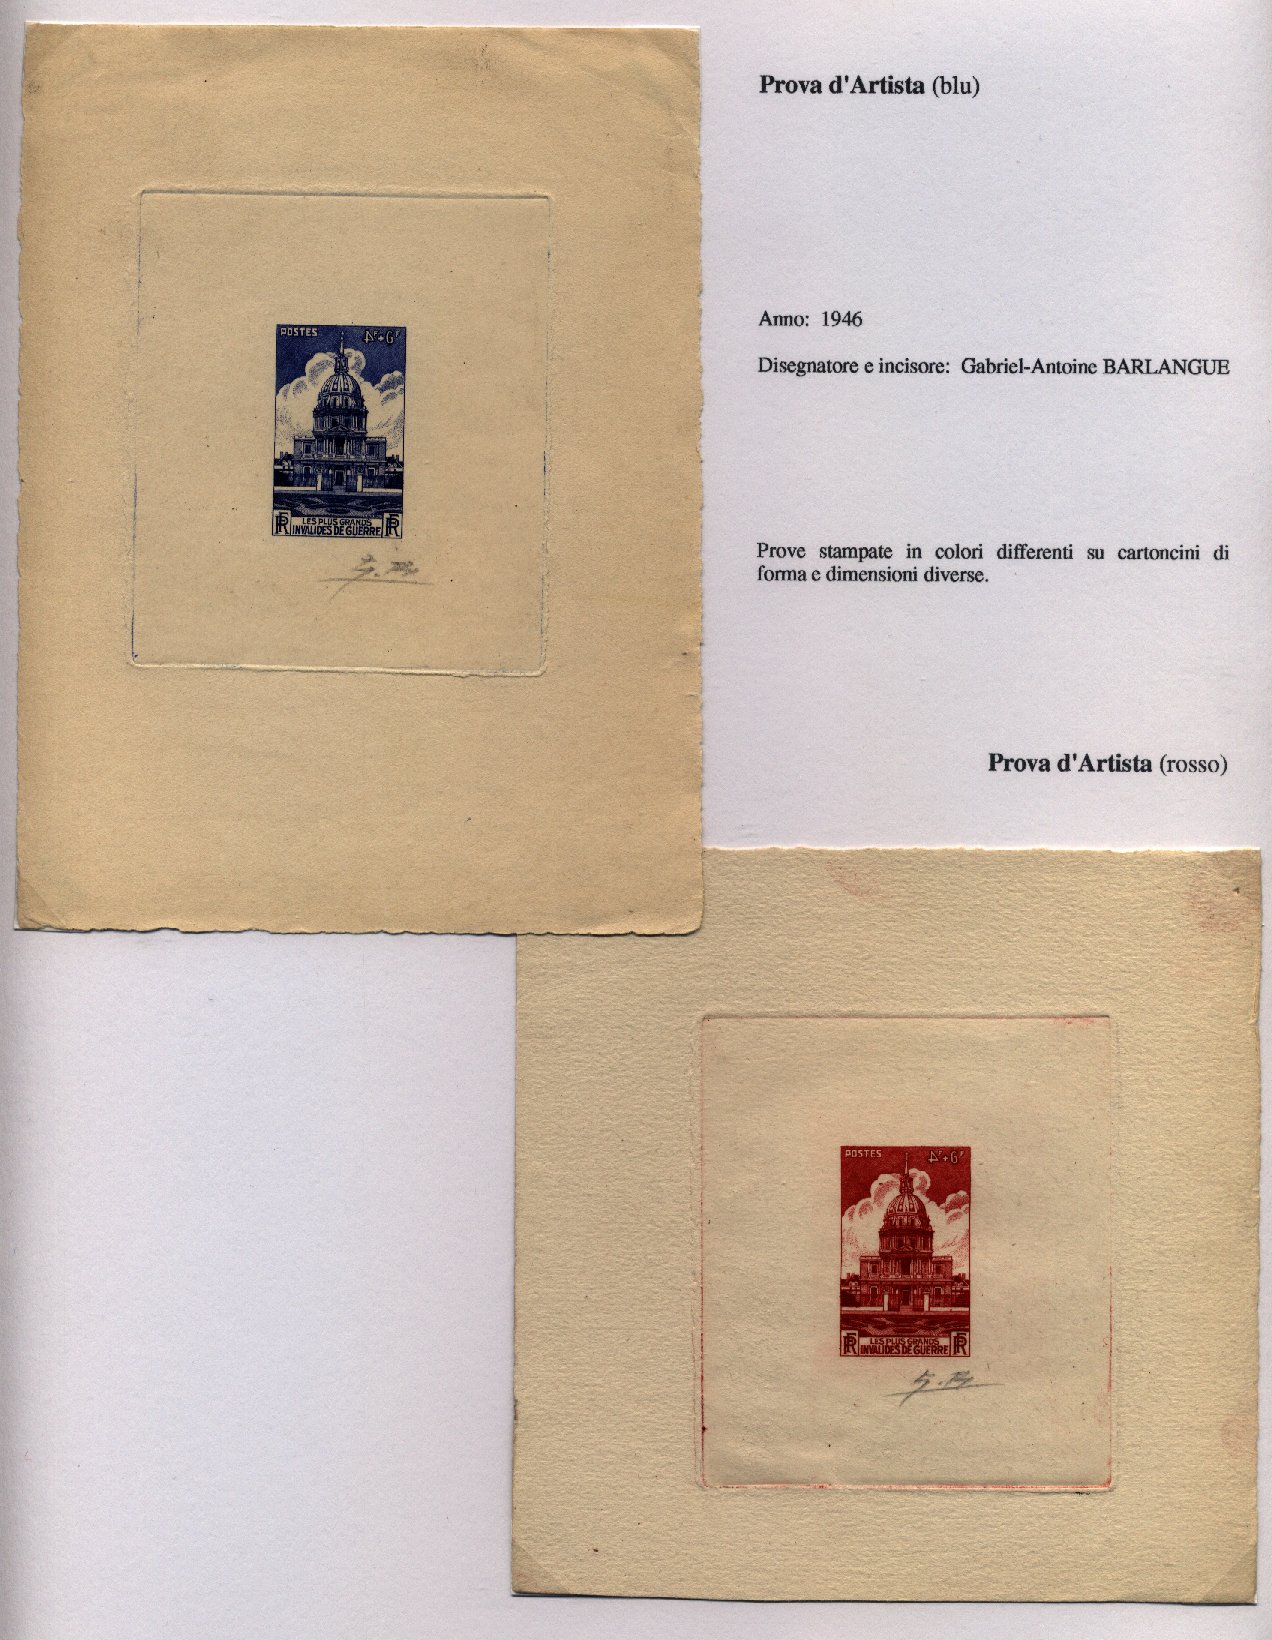 Prova d'Artista (blu)
Anno: 1946
Disegnatore e incisore: Gabriel-Antoine BARLANGUE
Prove stampate in colori differenti su cartoncini di
forma e dimensioni diverse.
Prova d'Artista (rosso)
POSTES 4F+6F
RF LES PLUS GRANDS RF
INVALIDES DE GUERRE
POSTES 4F+6F
RF LES PLUS GRANDS RF
INVALIDES DE GUERRE